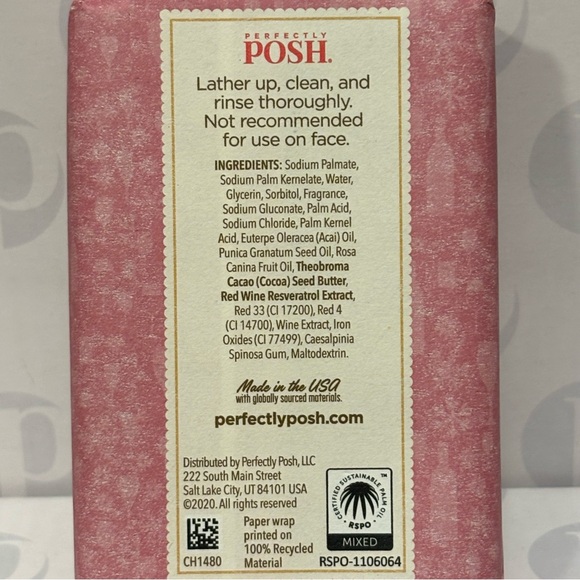 PERFECTLY
POSH®
Lather up, clean, and
rinse thoroughly.
Not recommended
for use on face.
INGREDIENTS: Sodium Palmate,
Sodium Palm Kernelate, Water,
Glycerin, Sorbitol, Fragrance,
Sodium Gluconate, Palm Acid,
Sodium Chloride, Palm Kernel
Acid, Euterpe Oleracea (Acai) Oil,
Punica Granatum Seed Oil, Rosa
Canina Fruit Oil, Theobroma
Cacao (Cocoa) Seed Butter,
Red Wine Resveratrol Extract,
Red 33 (CI 17200), Red 4
(CI 14700), Wine Extract, Iron
Oxides (CI 77499), Caesalpinia
Spinosa Gum, Maltodextrin.
Made in the USA
with globally sourced materials.
perfectlyposh.com
Distributed by Perfectly Posh, LLC
222 South Main Street
Salt Lake City, UT 84101 USA
©2020. All rights reserved
CH1480
Paper wrap
printed on
100% Recycled
Material
CERTIFIED SUSTAINABLE PALM OIL
RSPO
TM
MIXED
RSPO-1106064